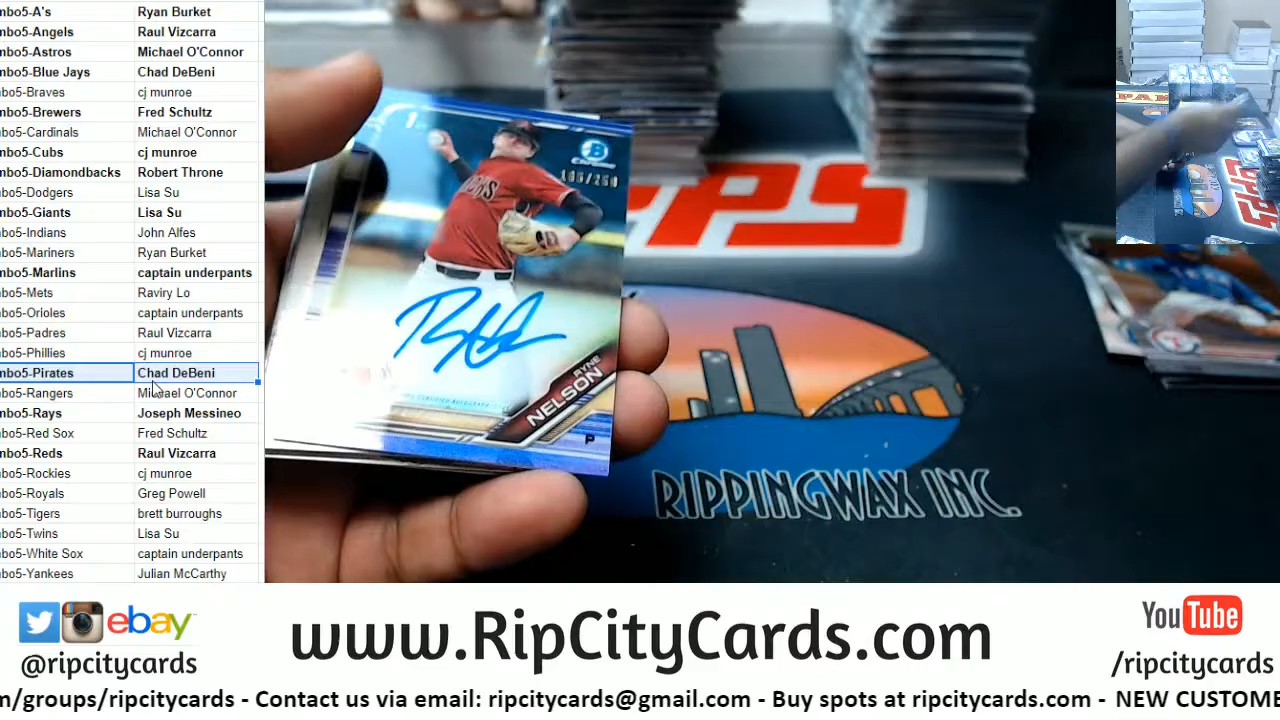 mbo5-A's Ryan Burket
mbo5-Angels Raul Vizcarra
mbo5-Astros Michael O'Connor
mbo5-Blue Jays Chad DeBeni
mbo5-Braves cj munroe
mbo5-Brewers Fred Schultz
mbo5-Cardinals Michael O'Connor
mbo5-Cubs cj munroe
mbo5-Diamondbacks Robert Throne
mbo5-Dodgers Lisa Su
mbo5-Giants Lisa Su
mbo5-Indians John Alfes
mbo5-Mariners Ryan Burket
mbo5-Marlins captain underpants
mbo5-Mets Raviry Lo
mbo5-Orioles captain underpants
mbo5-Padres Raul Vizcarra
mbo5-Phillies cj munroe
mbo5-Pirates Chad DeBeni
mbo5-Rangers Michael O'Connor
mbo5-Rays Joseph Messineo
mbo5-Red Sox Fred Schultz
mbo5-Reds Raul Vizcarra
mbo5-Rockies cj munroe
mbo5-Royals Greg Powell
mbo5-Tigers brett burroughs
mbo5-Twins Lisa Su
mbo5-White Sox captain underpants
mbo5-Yankees Julian McCarthy
1st
B
Chrome
RYNE
NELSON
P
TOPPS
RIPPINGWAX INC.
ebay
@ripcitycards
www.RipCityCards.com
YouTube
/ripcitycards
m/groups/ripcitycards - Contact us via email: ripcitycards@gmail.com - Buy spots at ripcitycards.com - NEW CUSTOME